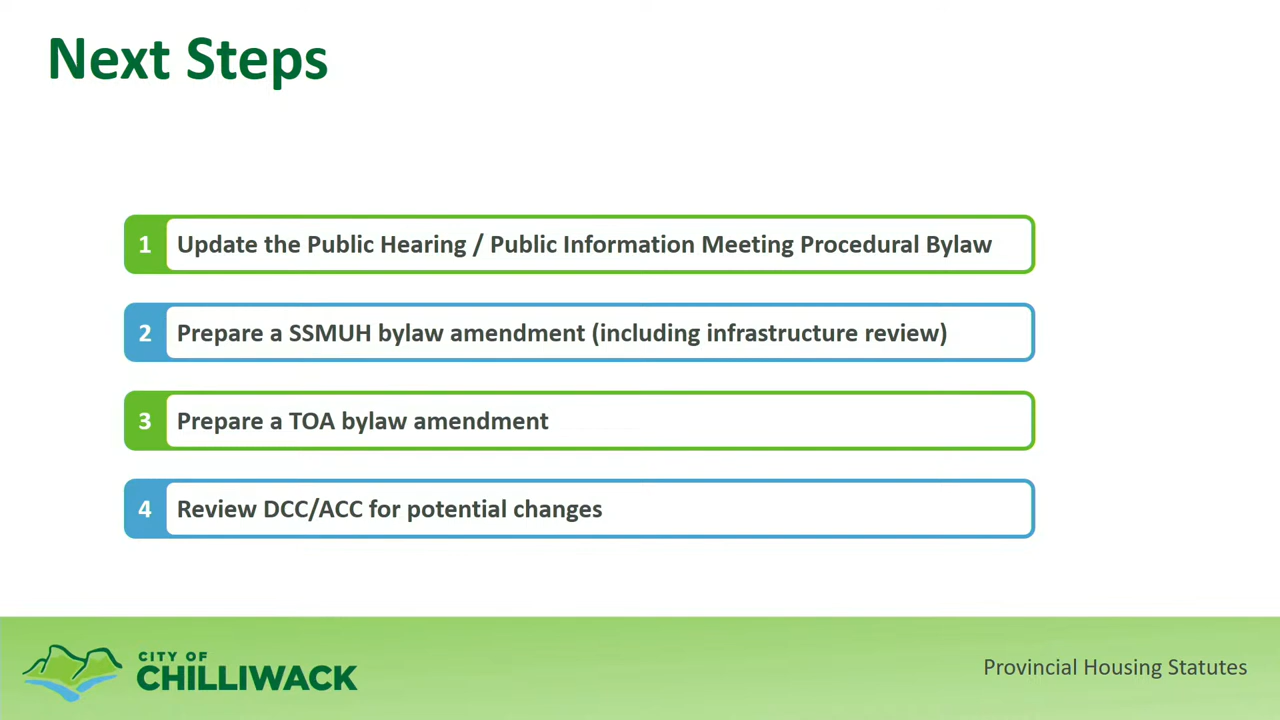 Next Steps
1 Update the Public Hearing / Public Information Meeting Procedural Bylaw
2 Prepare a SSMUH bylaw amendment (including infrastructure review)
3 Prepare a TOA bylaw amendment
4 Review DCC/ACC for potential changes
CITY OF
CHILLIWACK
Provincial Housing Statutes